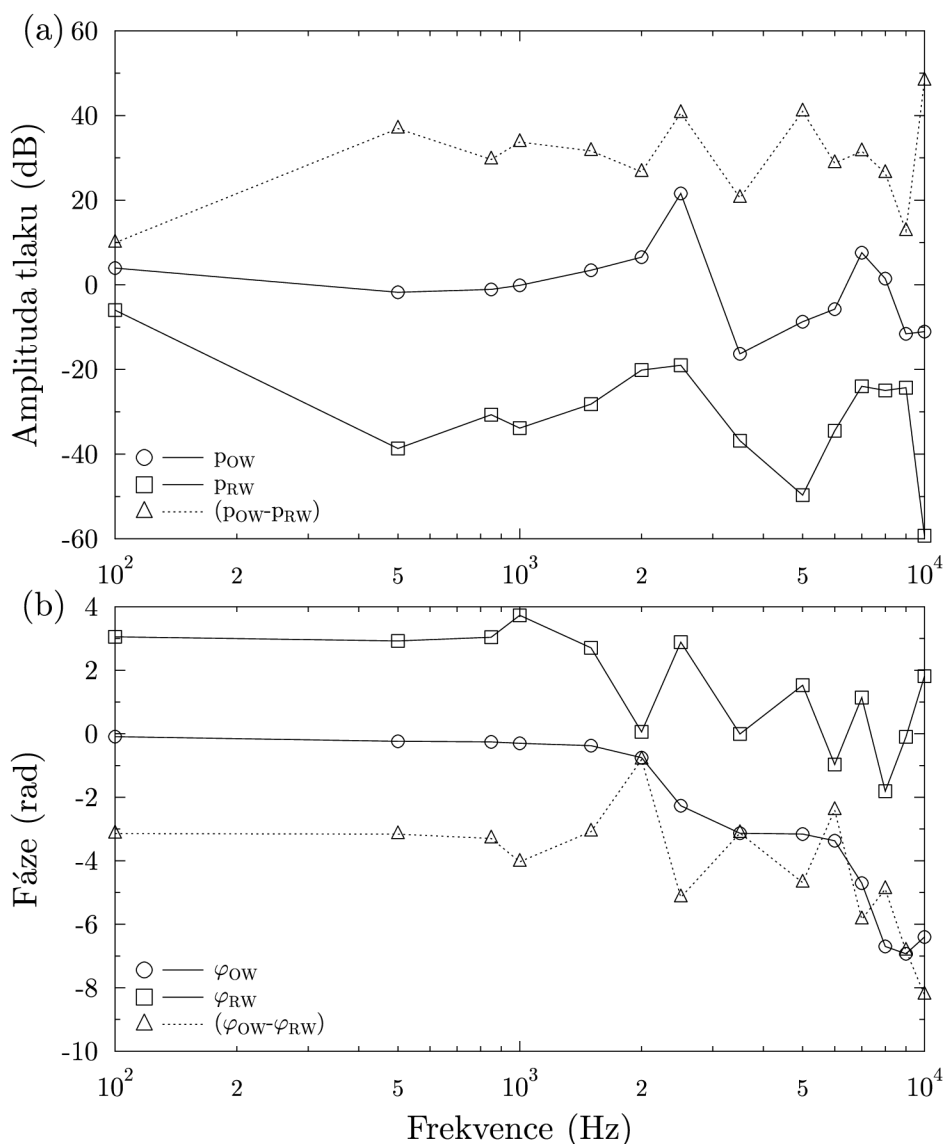 (a)
60
40
20
0
-20
-40
-60
Amplituda tlaku (dB)
p_OW
p_RW
(p_OW-p_RW)
10^2 2 5 10^3 2 5 10^4
(b)
4
2
0
-2
-4
-6
-8
-10
Fáze (rad)
φ_OW
φ_RW
(φ_OW-φ_RW)
10^2 2 5 10^3 2 5 10^4
Frekvence (Hz)